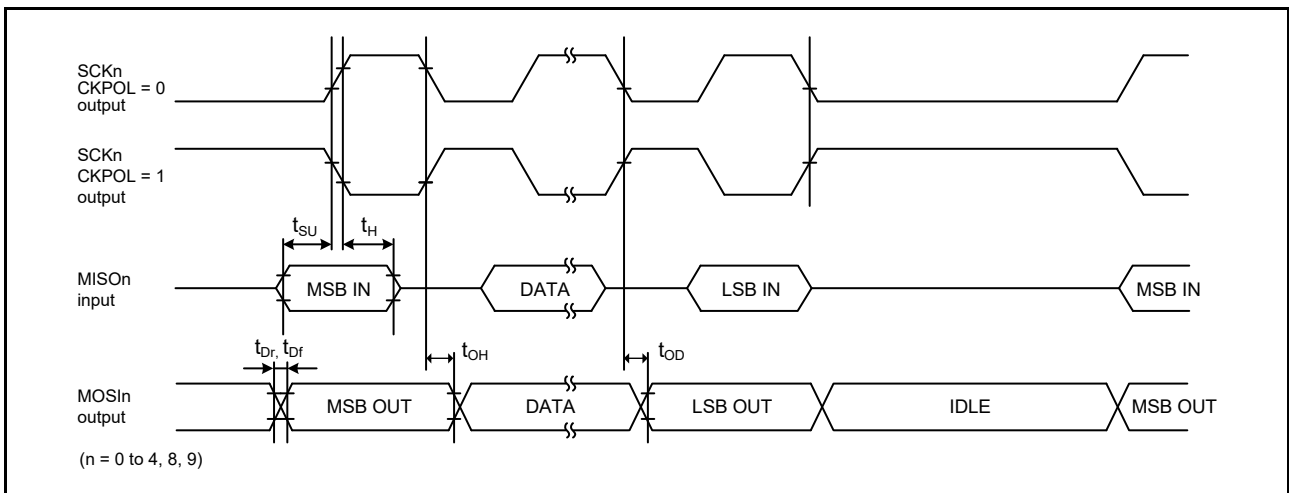 SCKn
CKPOL = 0
output
SCKn
CKPOL = 1
output
tSU tH
MISOn
input
MSB IN DATA LSB IN MSB IN
tDr, tDf tOH tOD
MOSIn
output
MSB OUT DATA LSB OUT IDLE MSB OUT
(n = 0 to 4, 8, 9)